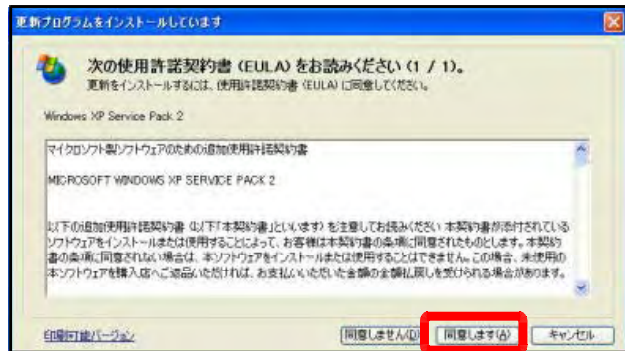 更新プログラムをインストールしています
次の使用許諾契約書 (EULA) をお読みください (1 / 1)。
更新をインストールするには、使用許諾契約書 (EULA) に同意してください。
Windows XP Service Pack 2
マイクロソフト製ソフトウェアのための追加使用許諾契約書
MICROSOFT WINDOWS XP SERVICE PACK 2
以下の追加使用許諾契約書 (以下「本契約書」といいます) を注意してお読みください 本契約書が添付されている
ソフトウェアをインストールまたは使用することによって、お客様は本契約書の条項に同意されたものとします。本契約
書の条項に同意されない場合は、本ソフトウェアをインストールまたは使用することはできません。この場合、未使用の
本ソフトウェアを購入店へご返品いただければ、お支払いいただいた金額の全額払戻しを受けられる場合があります。
印刷可能バージョン
同意しません(D)
同意します(A)
キャンセル